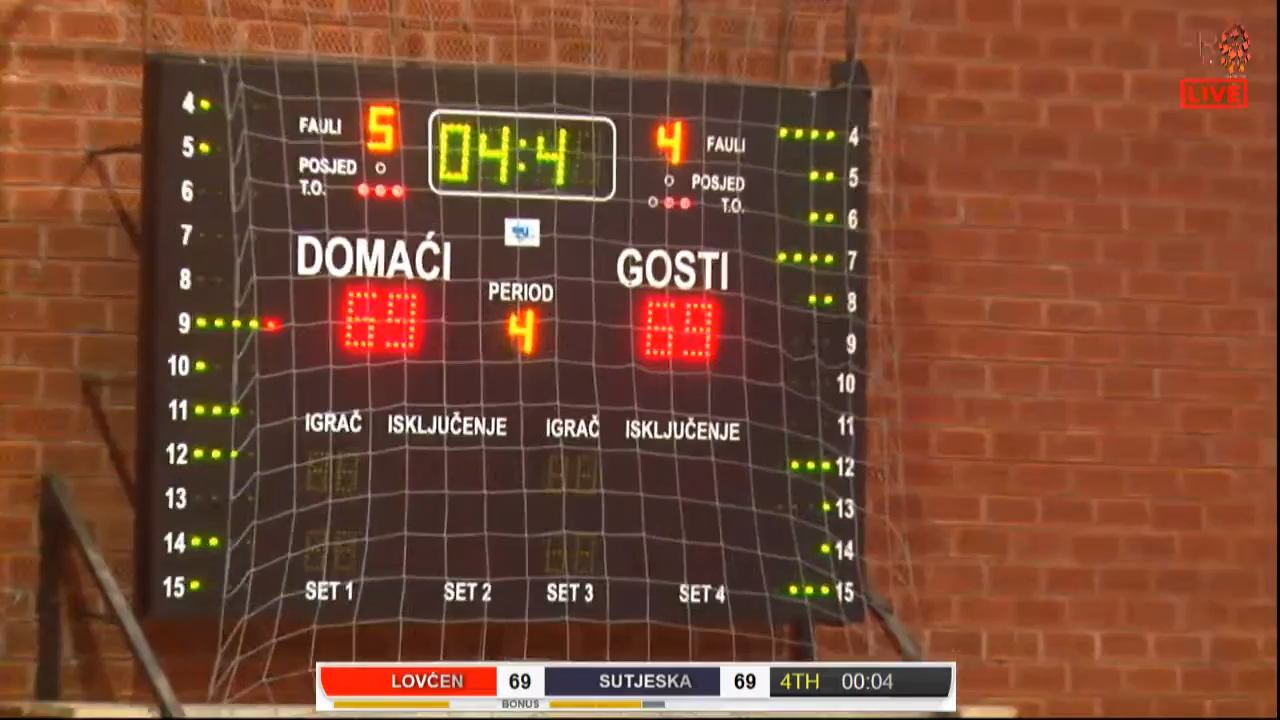 HR
LIVE
4 FAULI 5 04:4 4 FAULI 4
5 POSJED POSJED 5
6 T.O. T.O. 6
7 DOMAĆI GOSTI 7
8 PERIOD 8
9 69 4 69 9
10 10
11 IGRAČ ISKLJUČENJE IGRAČ ISKLJUČENJE 11
12 12
13 13
14 14
15 SET 1 SET 2 SET 3 SET 4 15
LOVĆEN 69 SUTJESKA 69 4TH 00:04
BONUS